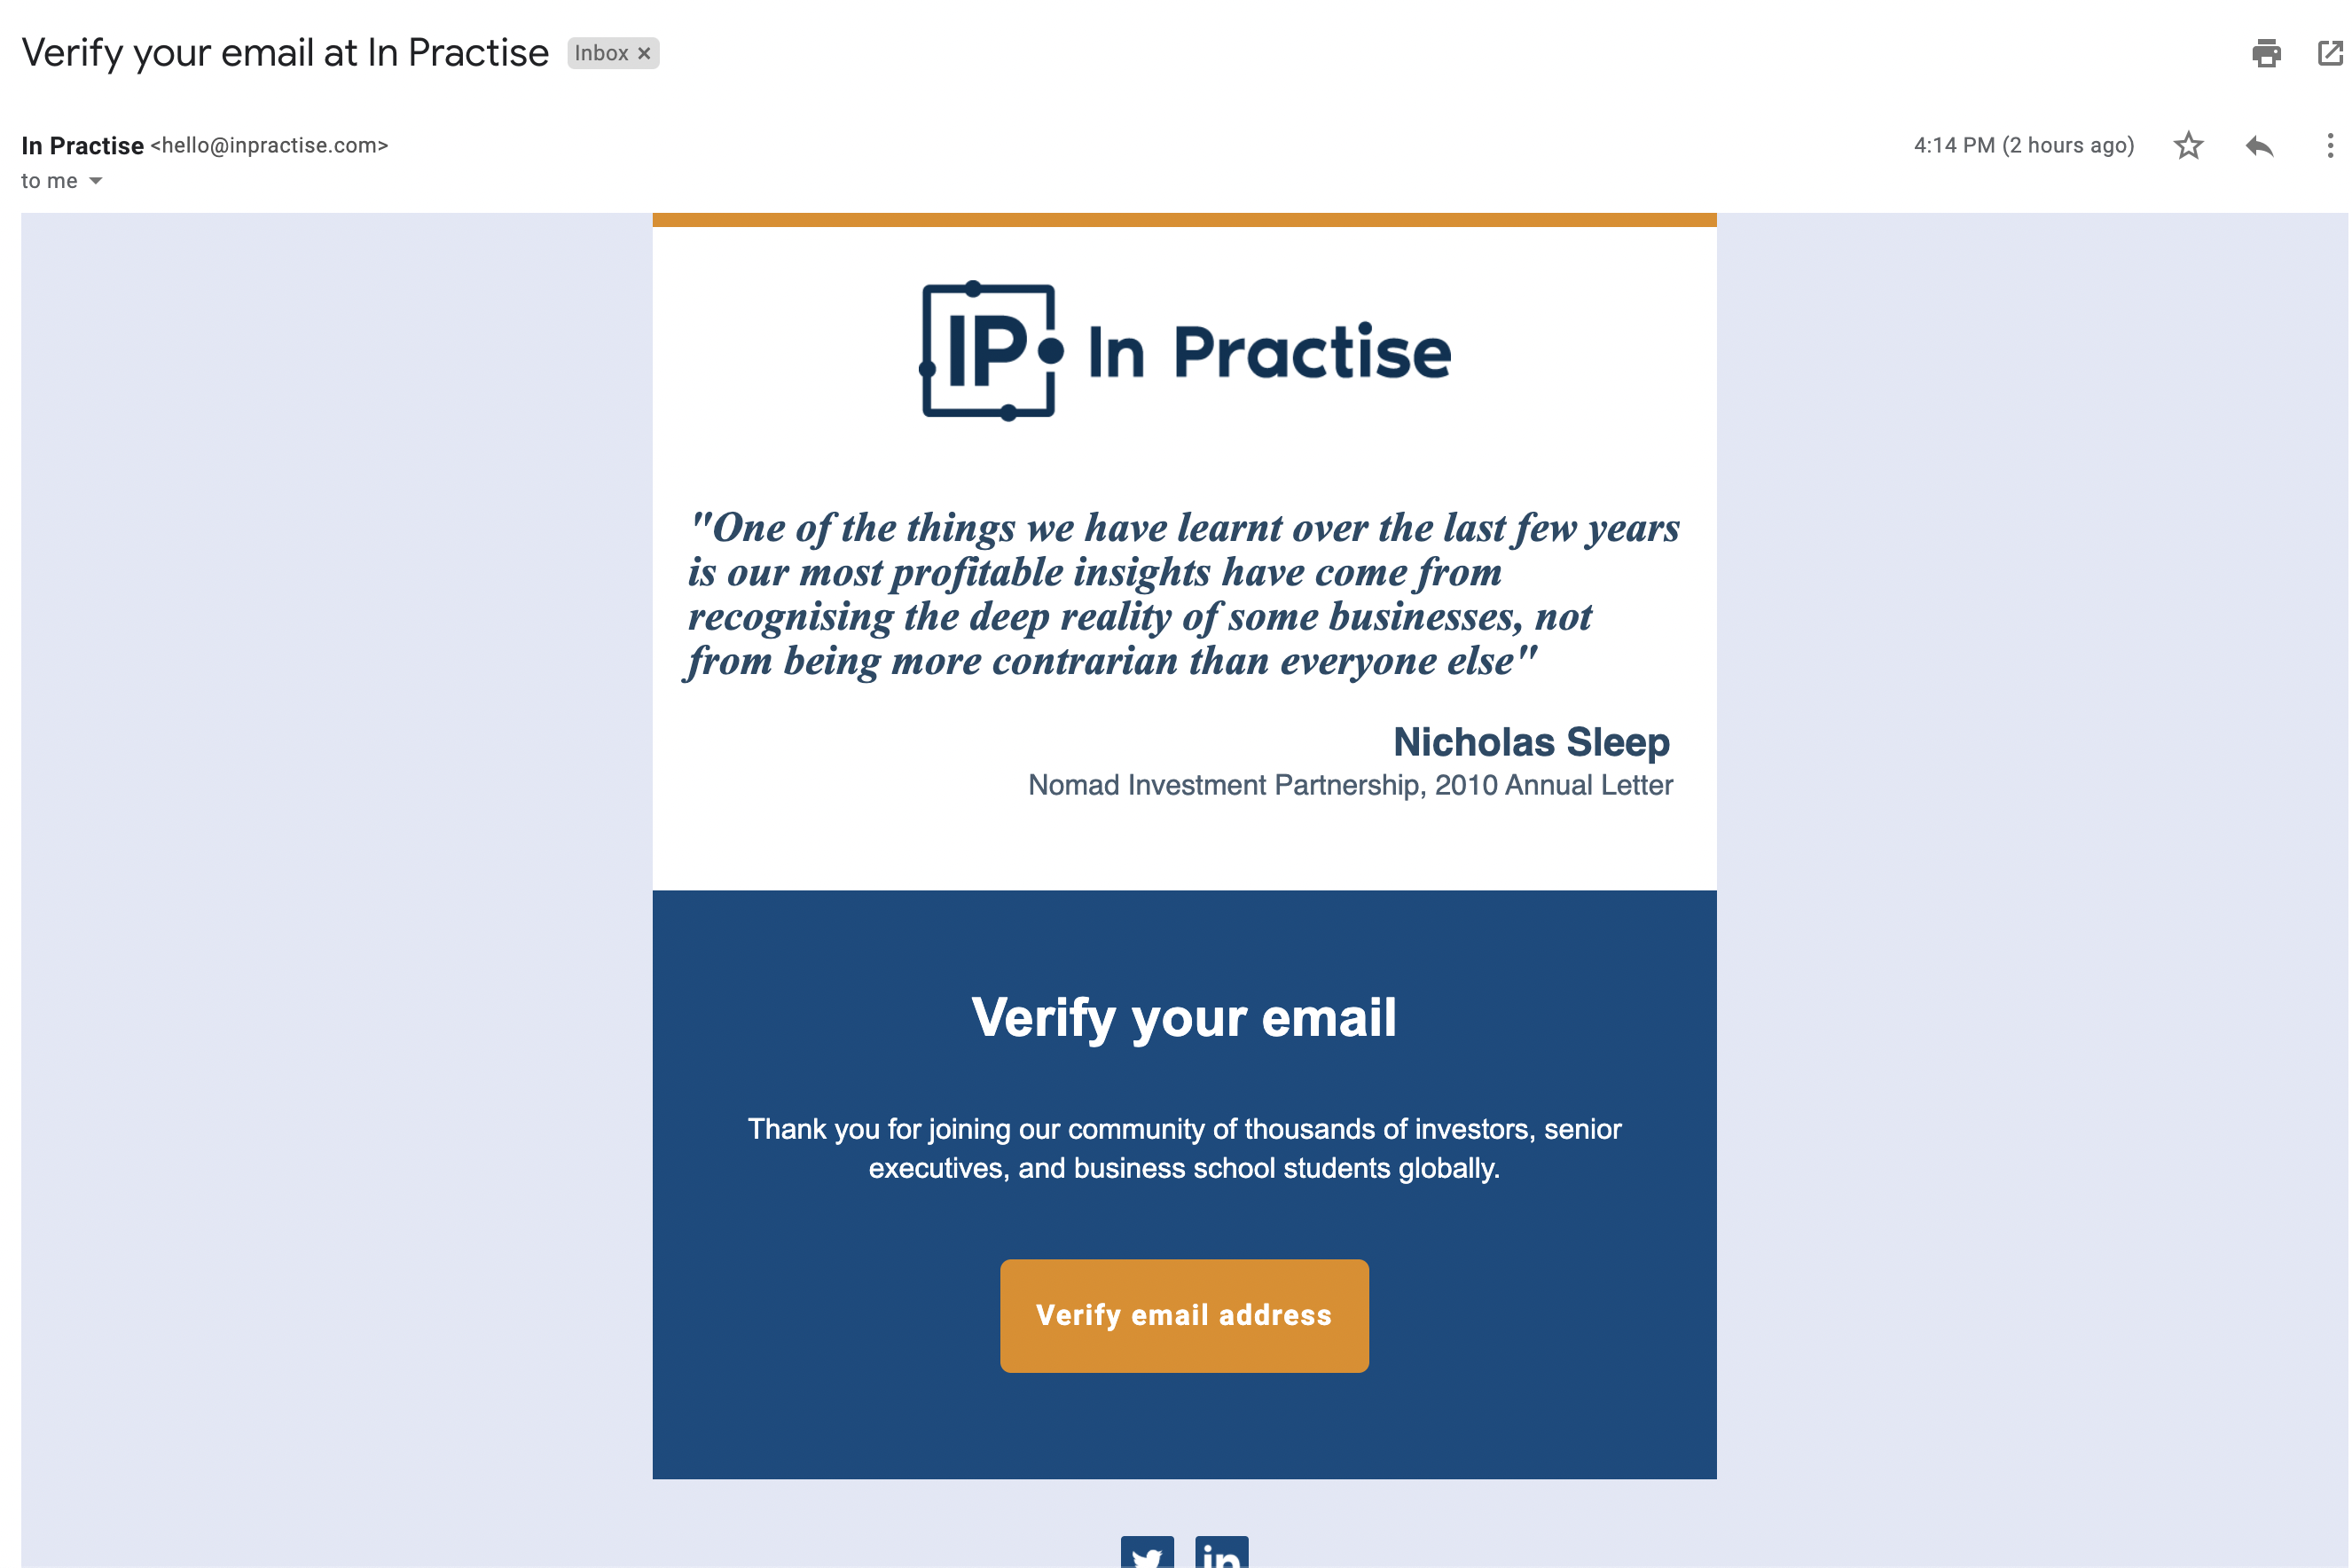 Verify your email at In Practise Inbox ×
In Practise <hello@inpractise.com> 4:14 PM (2 hours ago)
to me
IP In Practise
"One of the things we have learnt over the last few years
is our most profitable insights have come from
recognising the deep reality of some businesses, not
from being more contrarian than everyone else"
Nicholas Sleep
Nomad Investment Partnership, 2010 Annual Letter
Verify your email
Thank you for joining our community of thousands of investors, senior
executives, and business school students globally.
Verify email address
in